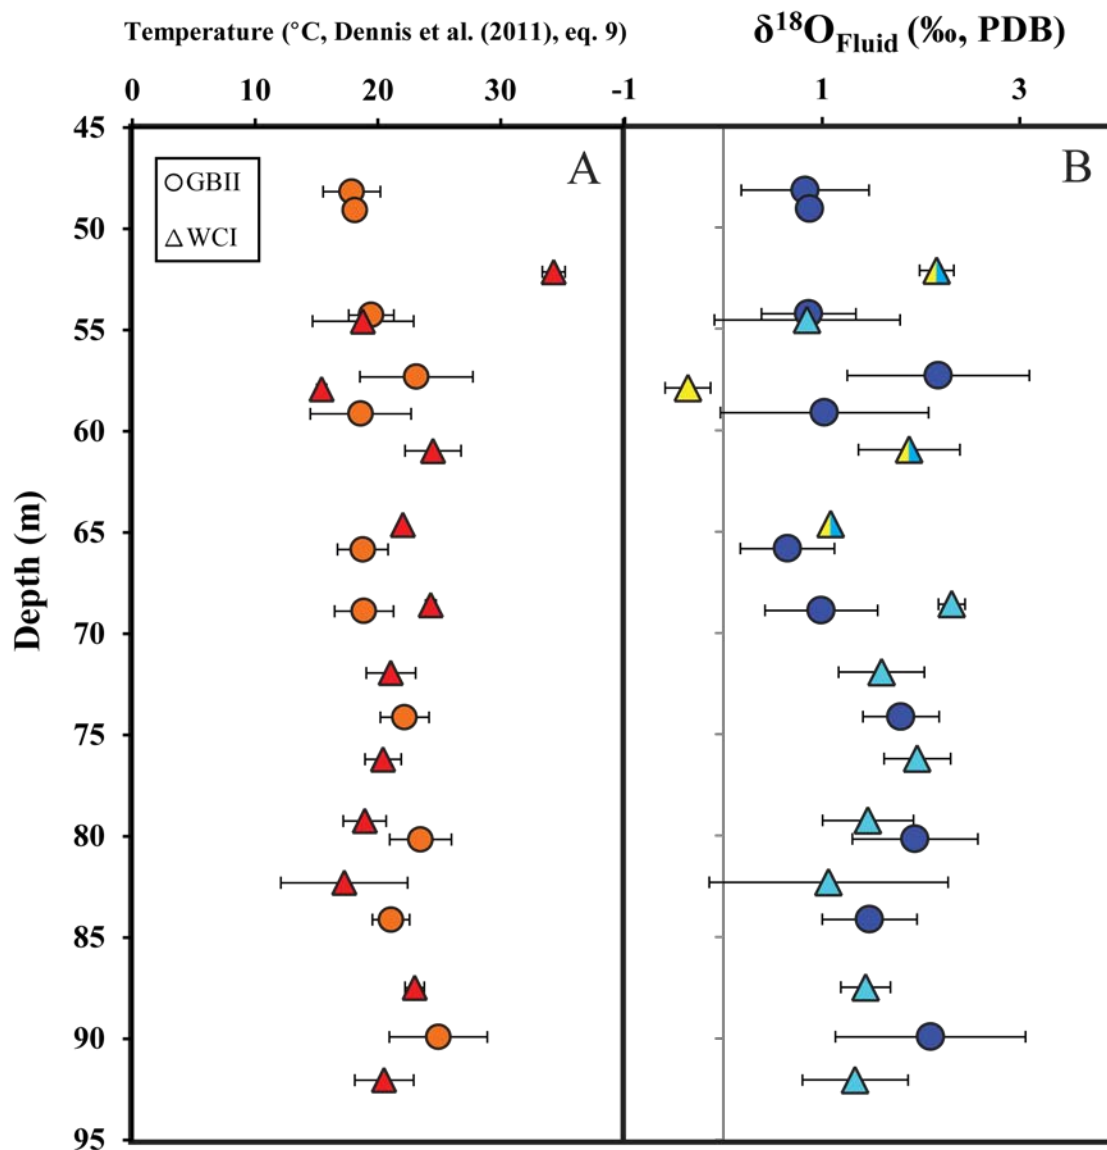 Temperature (°C, Dennis et al. (2011), eq. 9)
δ18OFluid (‰, PDB)
0 10 20 30 -1 1 3
45
A
B
GBII
WCI
50
55
60
65
70
75
80
85
90
95
Depth (m)